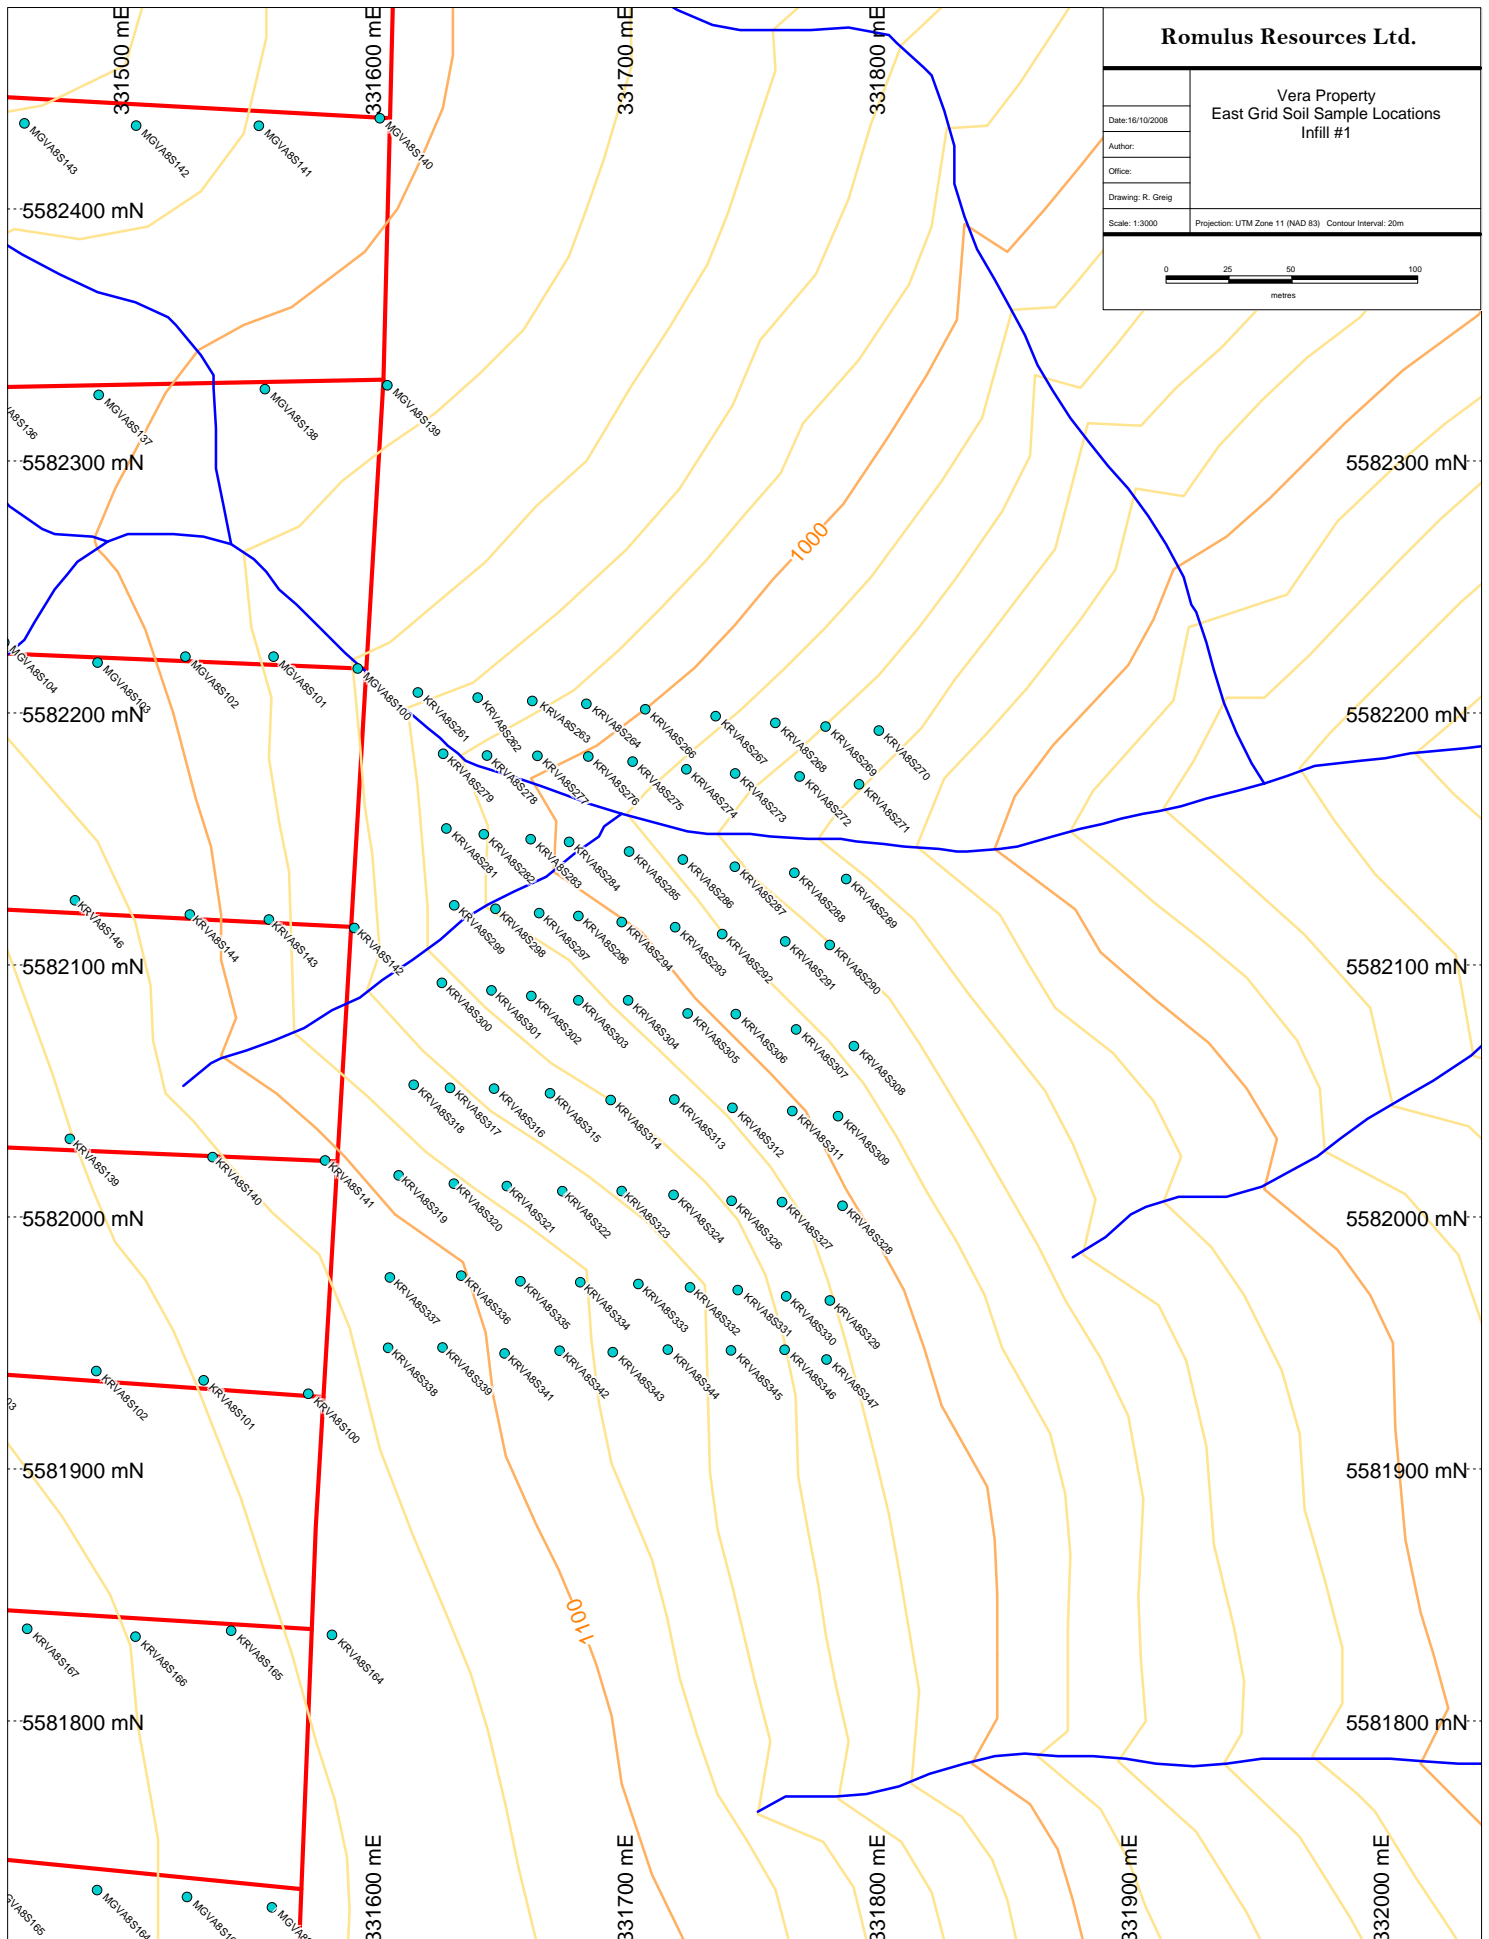 331500 mE
331600 mE
331700 mE
331800 mE
Romulus Resources Ltd.
Vera Property
East Grid Soil Sample Locations
Infill #1
Date:16/10/2008
Author:
Office:
Drawing: R. Greig
Scale: 1:3000
Projection: UTM Zone 11 (NAD 83) Contour Interval: 20m
0 25 50 100
metres
MGVA8S143
MGVA8S142
MGVA8S141
MGVA8S140
5582400 mN
MGVA8S137
MGVA8S138
MGVA8S139
5582300 mN
5582300 mN
1000
MGVA8S104
MGVA8S103
MGVA8S102
MGVA8S101
MGVA8S100
KRVA8S261
KRVA8S262
KRVA8S263
KRVA8S264
KRVA8S266
KRVA8S267
KRVA8S268
KRVA8S269
KRVA8S270
5582200 mN
5582200 mN
KRVA8S279
KRVA8S278
KRVA8S277
KRVA8S276
KRVA8S275
KRVA8S274
KRVA8S273
KRVA8S272
KRVA8S271
KRVA8S281
KRVA8S282
KRVA8S283
KRVA8S284
KRVA8S285
KRVA8S286
KRVA8S287
KRVA8S288
KRVA8S289
KRVA8S146
KRVA8S144
KRVA8S143
KRVA8S142
KRVA8S299
KRVA8S298
KRVA8S297
KRVA8S296
KRVA8S294
KRVA8S293
KRVA8S292
KRVA8S291
KRVA8S290
5582100 mN
5582100 mN
KRVA8S300
KRVA8S301
KRVA8S302
KRVA8S303
KRVA8S304
KRVA8S305
KRVA8S306
KRVA8S307
KRVA8S308
KRVA8S318
KRVA8S317
KRVA8S316
KRVA8S315
KRVA8S314
KRVA8S313
KRVA8S312
KRVA8S311
KRVA8S309
KRVA8S139
KRVA8S140
KRVA8S141
KRVA8S319
KRVA8S320
KRVA8S321
KRVA8S322
KRVA8S323
KRVA8S324
KRVA8S326
KRVA8S327
KRVA8S328
5582000 mN
5582000 mN
KRVA8S337
KRVA8S336
KRVA8S335
KRVA8S334
KRVA8S333
KRVA8S332
KRVA8S331
KRVA8S330
KRVA8S329
KRVA8S338
KRVA8S339
KRVA8S341
KRVA8S342
KRVA8S343
KRVA8S344
KRVA8S345
KRVA8S346
KRVA8S347
KRVA8S102
KRVA8S101
KRVA8S100
5581900 mN
5581900 mN
1100
KRVA8S167
KRVA8S166
KRVA8S165
KRVA8S164
5581800 mN
5581800 mN
MGVA8S164
331600 mE
331700 mE
331800 mE
331900 mE
332000 mE